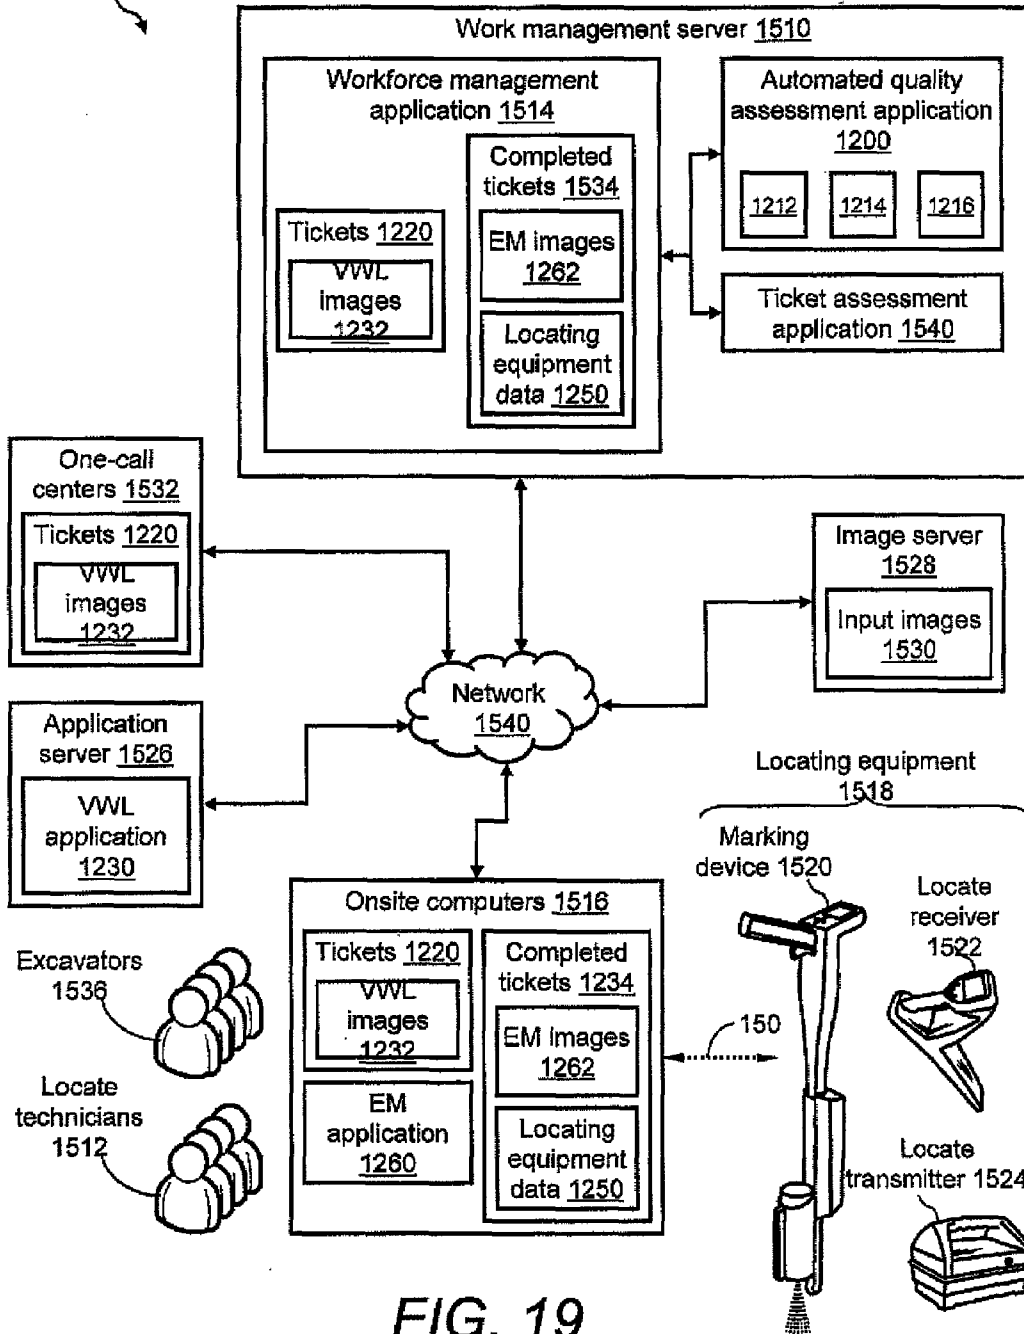 Work management server 1510
Workforce management
application 1514
Completed
tickets 1534
Tickets 1220
VWL
images
1232
EM images
1262
Locating
equipment
data 1250
Automated quality
assessment application
1200
1212
1214
1216
Ticket assessment
application 1540
One-call
centers 1532
Tickets 1220
VWL
images
1232
Image server
1528
Input images
1530
Network
1540
Application
server 1526
VWL
application
1230
Locating equipment
1518
Marking
device 1520
Locate
receiver
1522
Onsite computers 1516
Tickets 1220
VWL
images
1232
EM
application
1260
Completed
tickets 1234
EM Images
1262
Locating
equipment
data 1250
150
Excavators
1536
Locate
technicians
1512
Locate
transmitter 1524
FIG. 19